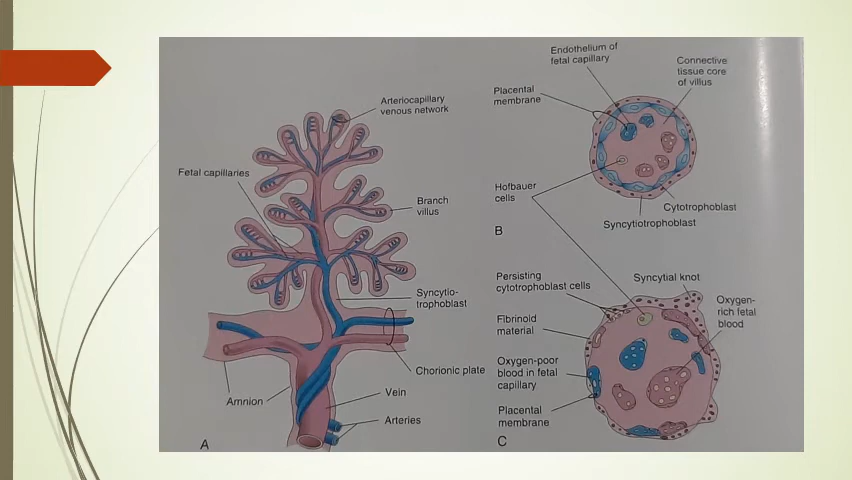 Arteriocapillary
venous network
Fetal capillaries
Branch
villus
Syncytio-
trophoblast
Chorionic plate
Amnion
Vein
Arteries
A
Endothelium of
fetal capillary
Connective
tissue core
of villus
Placental
membrane
Hofbauer
cells
Cytotrophoblast
Syncytiotrophoblast
B
Persisting
cytotrophoblast cells
Syncytial knot
Oxygen-
rich fetal
blood
Fibrinoid
material
Oxygen-poor
blood in fetal
capillary
Placental
membrane
C